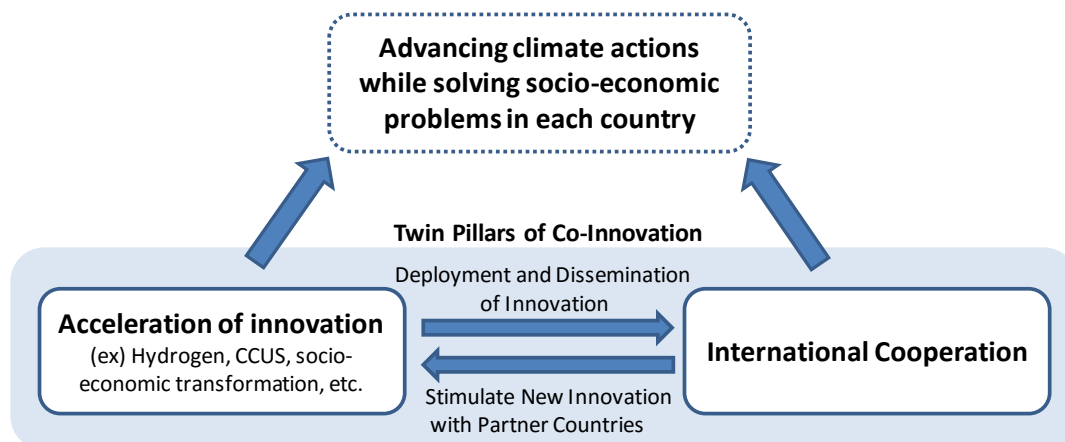 Advancing climate actions
while solving socio-economic
problems in each country
Twin Pillars of Co-Innovation
Deployment and Dissemination
of Innovation
Acceleration of innovation
(ex) Hydrogen, CCUS, socio-
economic transformation, etc.
International Cooperation
Stimulate New Innovation
with Partner Countries